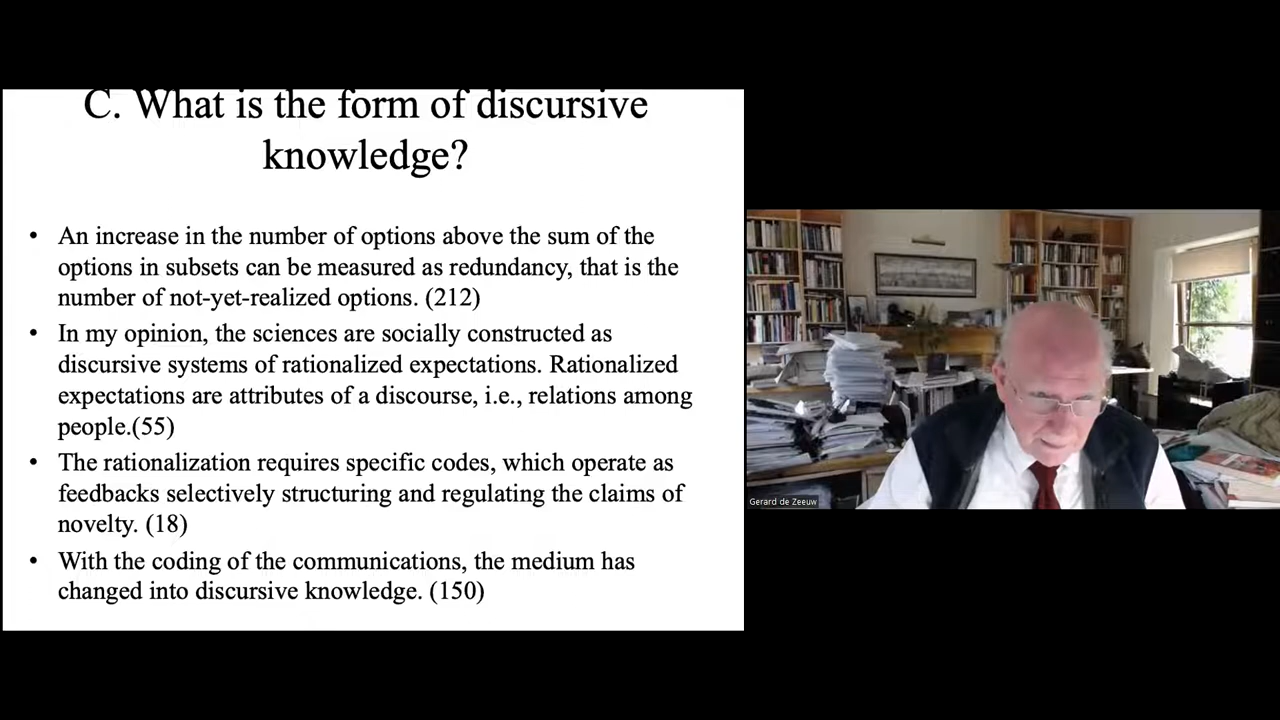 C. What is the form of discursive
knowledge?
• An increase in the number of options above the sum of the
options in subsets can be measured as redundancy, that is the
number of not-yet-realized options. (212)
• In my opinion, the sciences are socially constructed as
discursive systems of rationalized expectations. Rationalized
expectations are attributes of a discourse, i.e., relations among
people.(55)
• The rationalization requires specific codes, which operate as
feedbacks selectively structuring and regulating the claims of
novelty. (18)
• With the coding of the communications, the medium has
changed into discursive knowledge. (150)
Gerard de Zeeuw